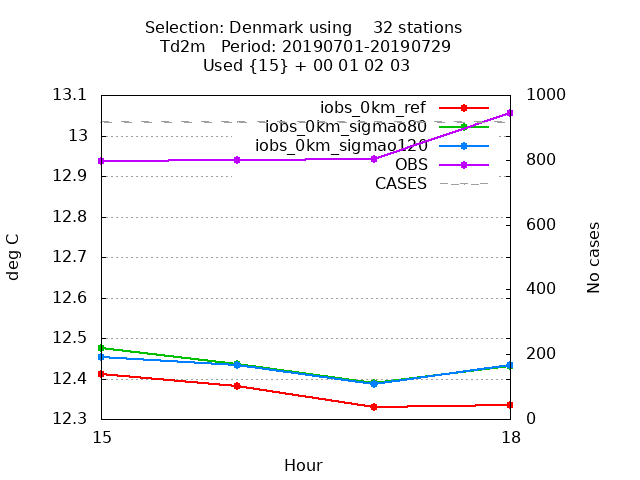 Selection: Denmark using    32 stations
Td2m   Period: 20190701-20190729
Used {15} + 00 01 02 03
13.1
13
12.9
12.8
12.7
12.6
12.5
12.4
12.3
deg C
iobs_0km_ref
iobs_0km_sigmao80
iobs_0km_sigmao120
OBS
CASES
1000
800
600
400
200
0
No cases
15
18
Hour